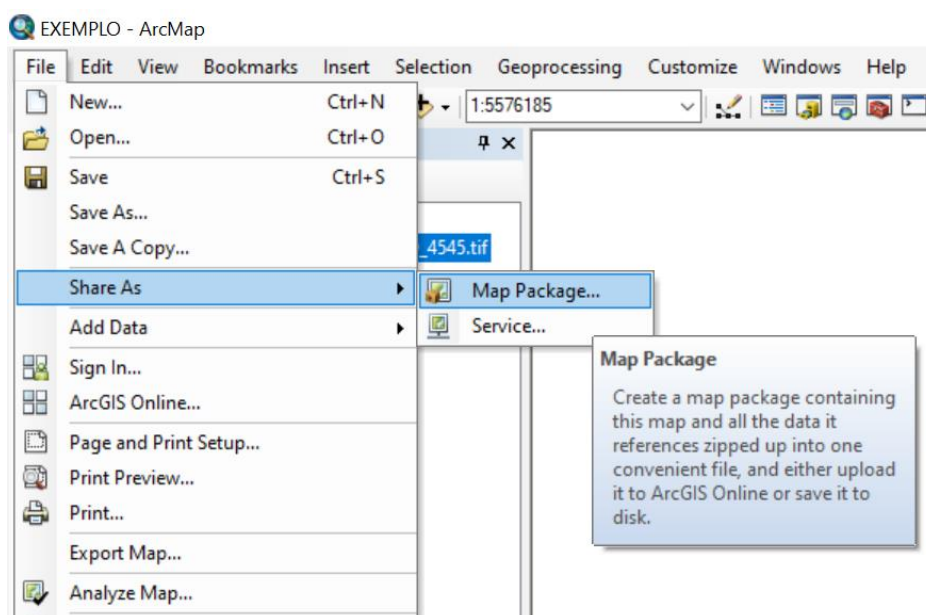 EXEMPLO - ArcMap
File Edit View Bookmarks Insert Selection Geoprocessing Customize Windows Help
New... Ctrl+N
1:5576185
Open... Ctrl+O
Save Ctrl+S
Save As...
Save A Copy...
_4545.tif
Share As
Map Package...
Add Data
Service...
Sign In...
ArcGIS Online...
Page and Print Setup...
Print Preview...
Print...
Export Map...
Analyze Map...
Map Package
Create a map package containing
this map and all the data it
references zipped up into one
convenient file, and either upload
it to ArcGIS Online or save it to
disk.